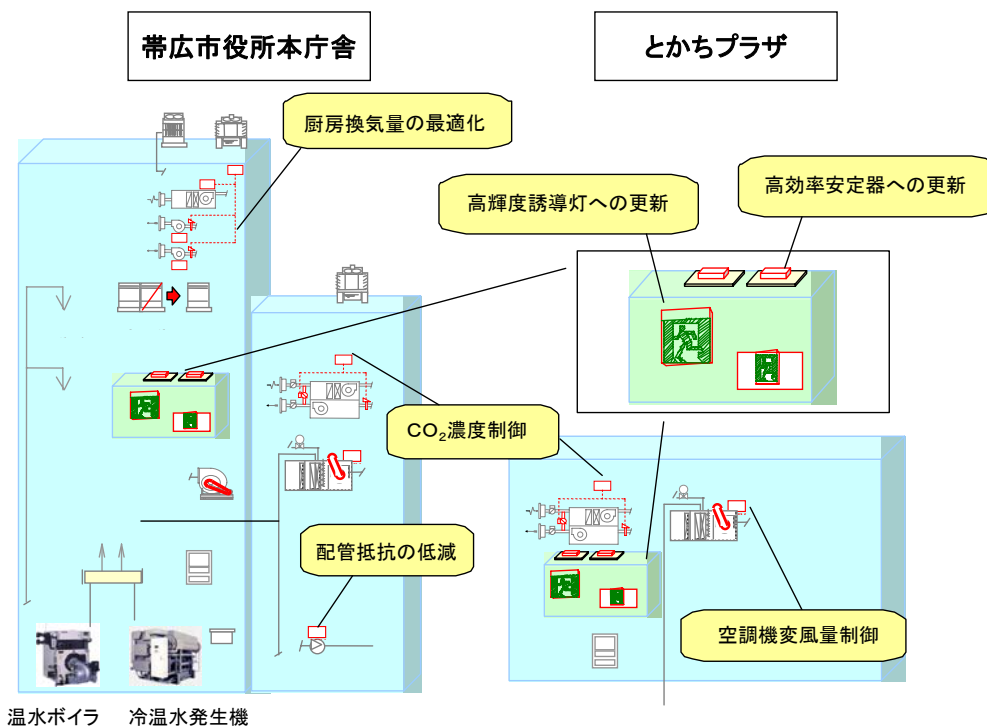 帯広市役所本庁舎
とかちプラザ
厨房換気量の最適化
高輝度誘導灯への更新
高効率安定器への更新
CO₂濃度制御
配管抵抗の低減
空調機変風量制御
温水ボイラ
冷温水発生機